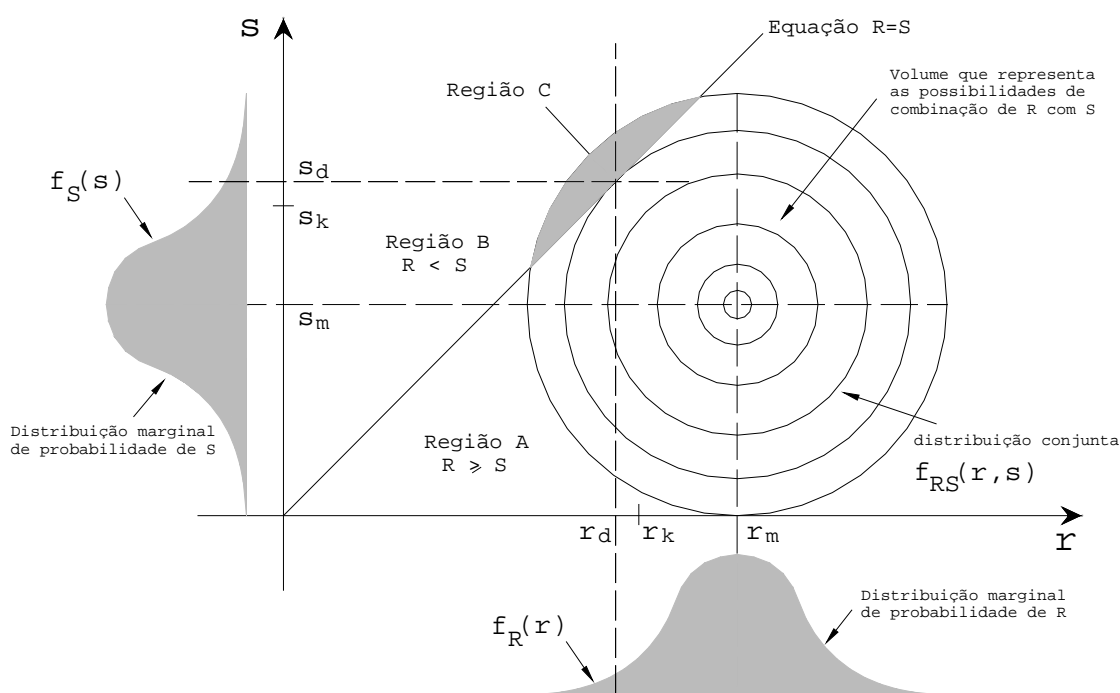 s
Equação R=S
Região C
Volume que representa
as possibilidades de
combinação de R com S
f_S(s)
s_d
s_k
Região B
R < S
s_m
Distribuição marginal
de probabilidade de S
Região A
R ⩾ S
distribuição conjunta
f_RS(r,s)
r_d
r_k
r_m
r
f_R(r)
Distribuição marginal
de probabilidade de R